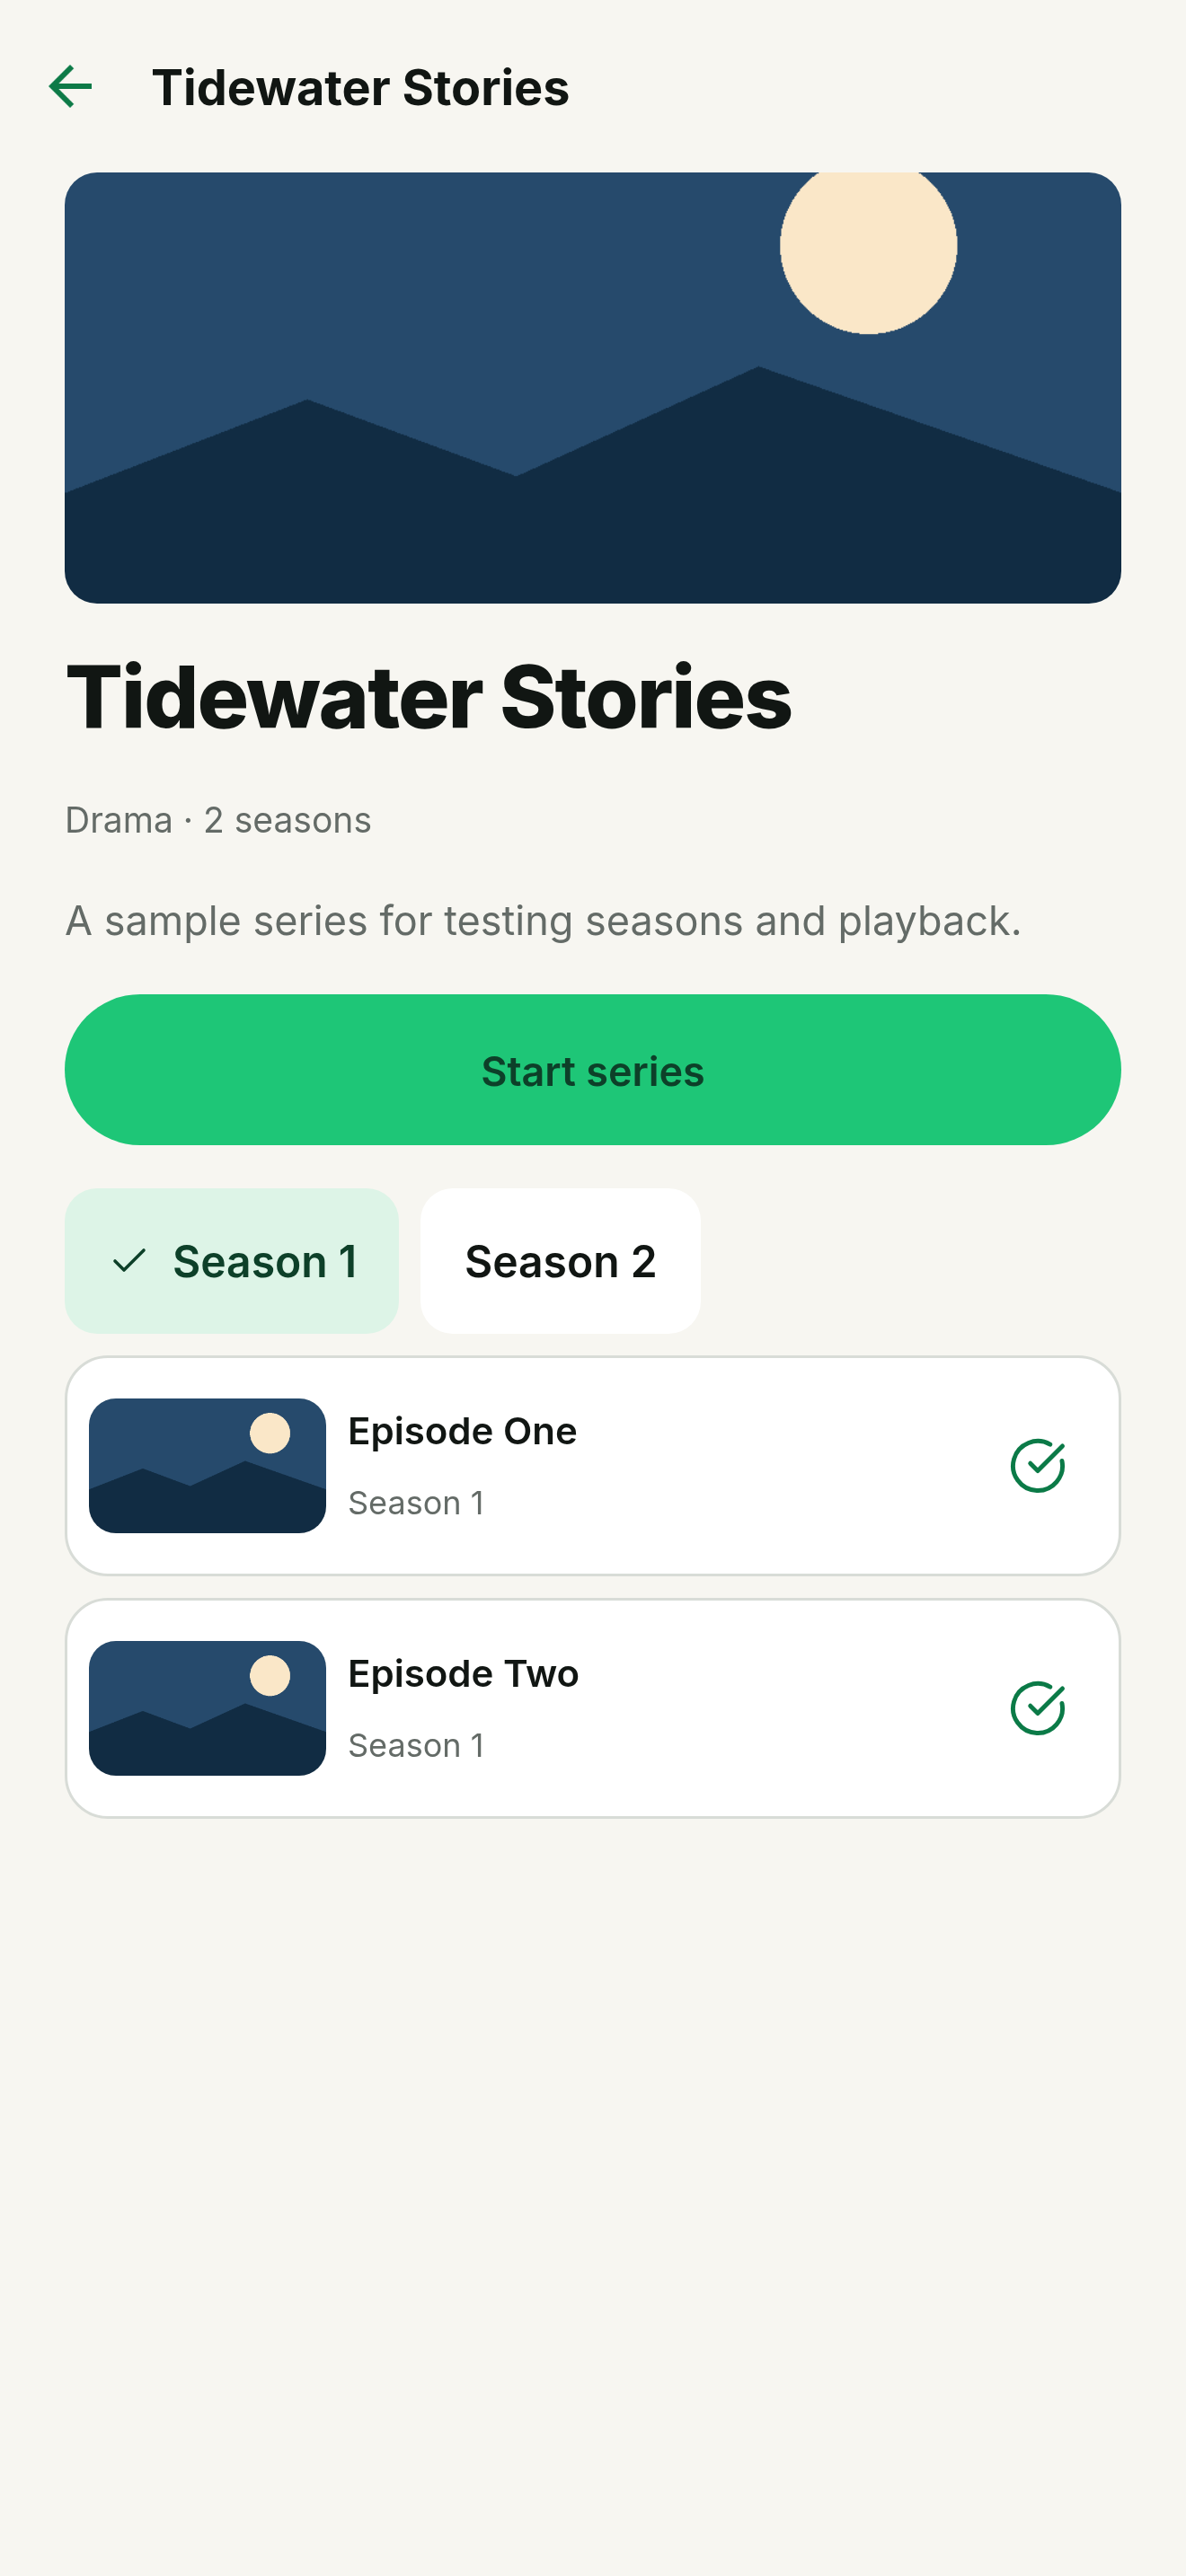 Tidewater Stories
Tidewater Stories
Drama · 2 seasons
A sample series for testing seasons and playback.
Start series
Season 1
Season 2
Episode One
Season 1
Episode Two
Season 1